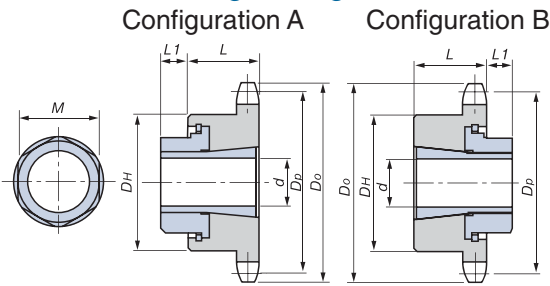 Configuration A
Configuration B
M
L1
L
DH
d
Dp
Do
L
L1
Do
DH
d
Dp